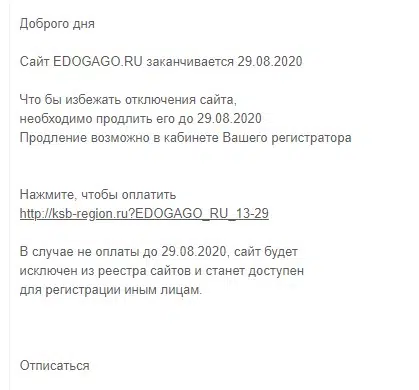 Доброго дня
Сайт EDOGAGO.RU заканчивается 29.08.2020
Что бы избежать отключения сайта,
необходимо продлить его до 29.08.2020
Продление возможно в кабинете Вашего регистратора
Нажмите, чтобы оплатить
http://ksb-region.ru?EDOGAGO_RU_13-29
В случае не оплаты до 29.08.2020, сайт будет
исключен из реестра сайтов и станет доступен
для регистрации иным лицам.
Отписаться